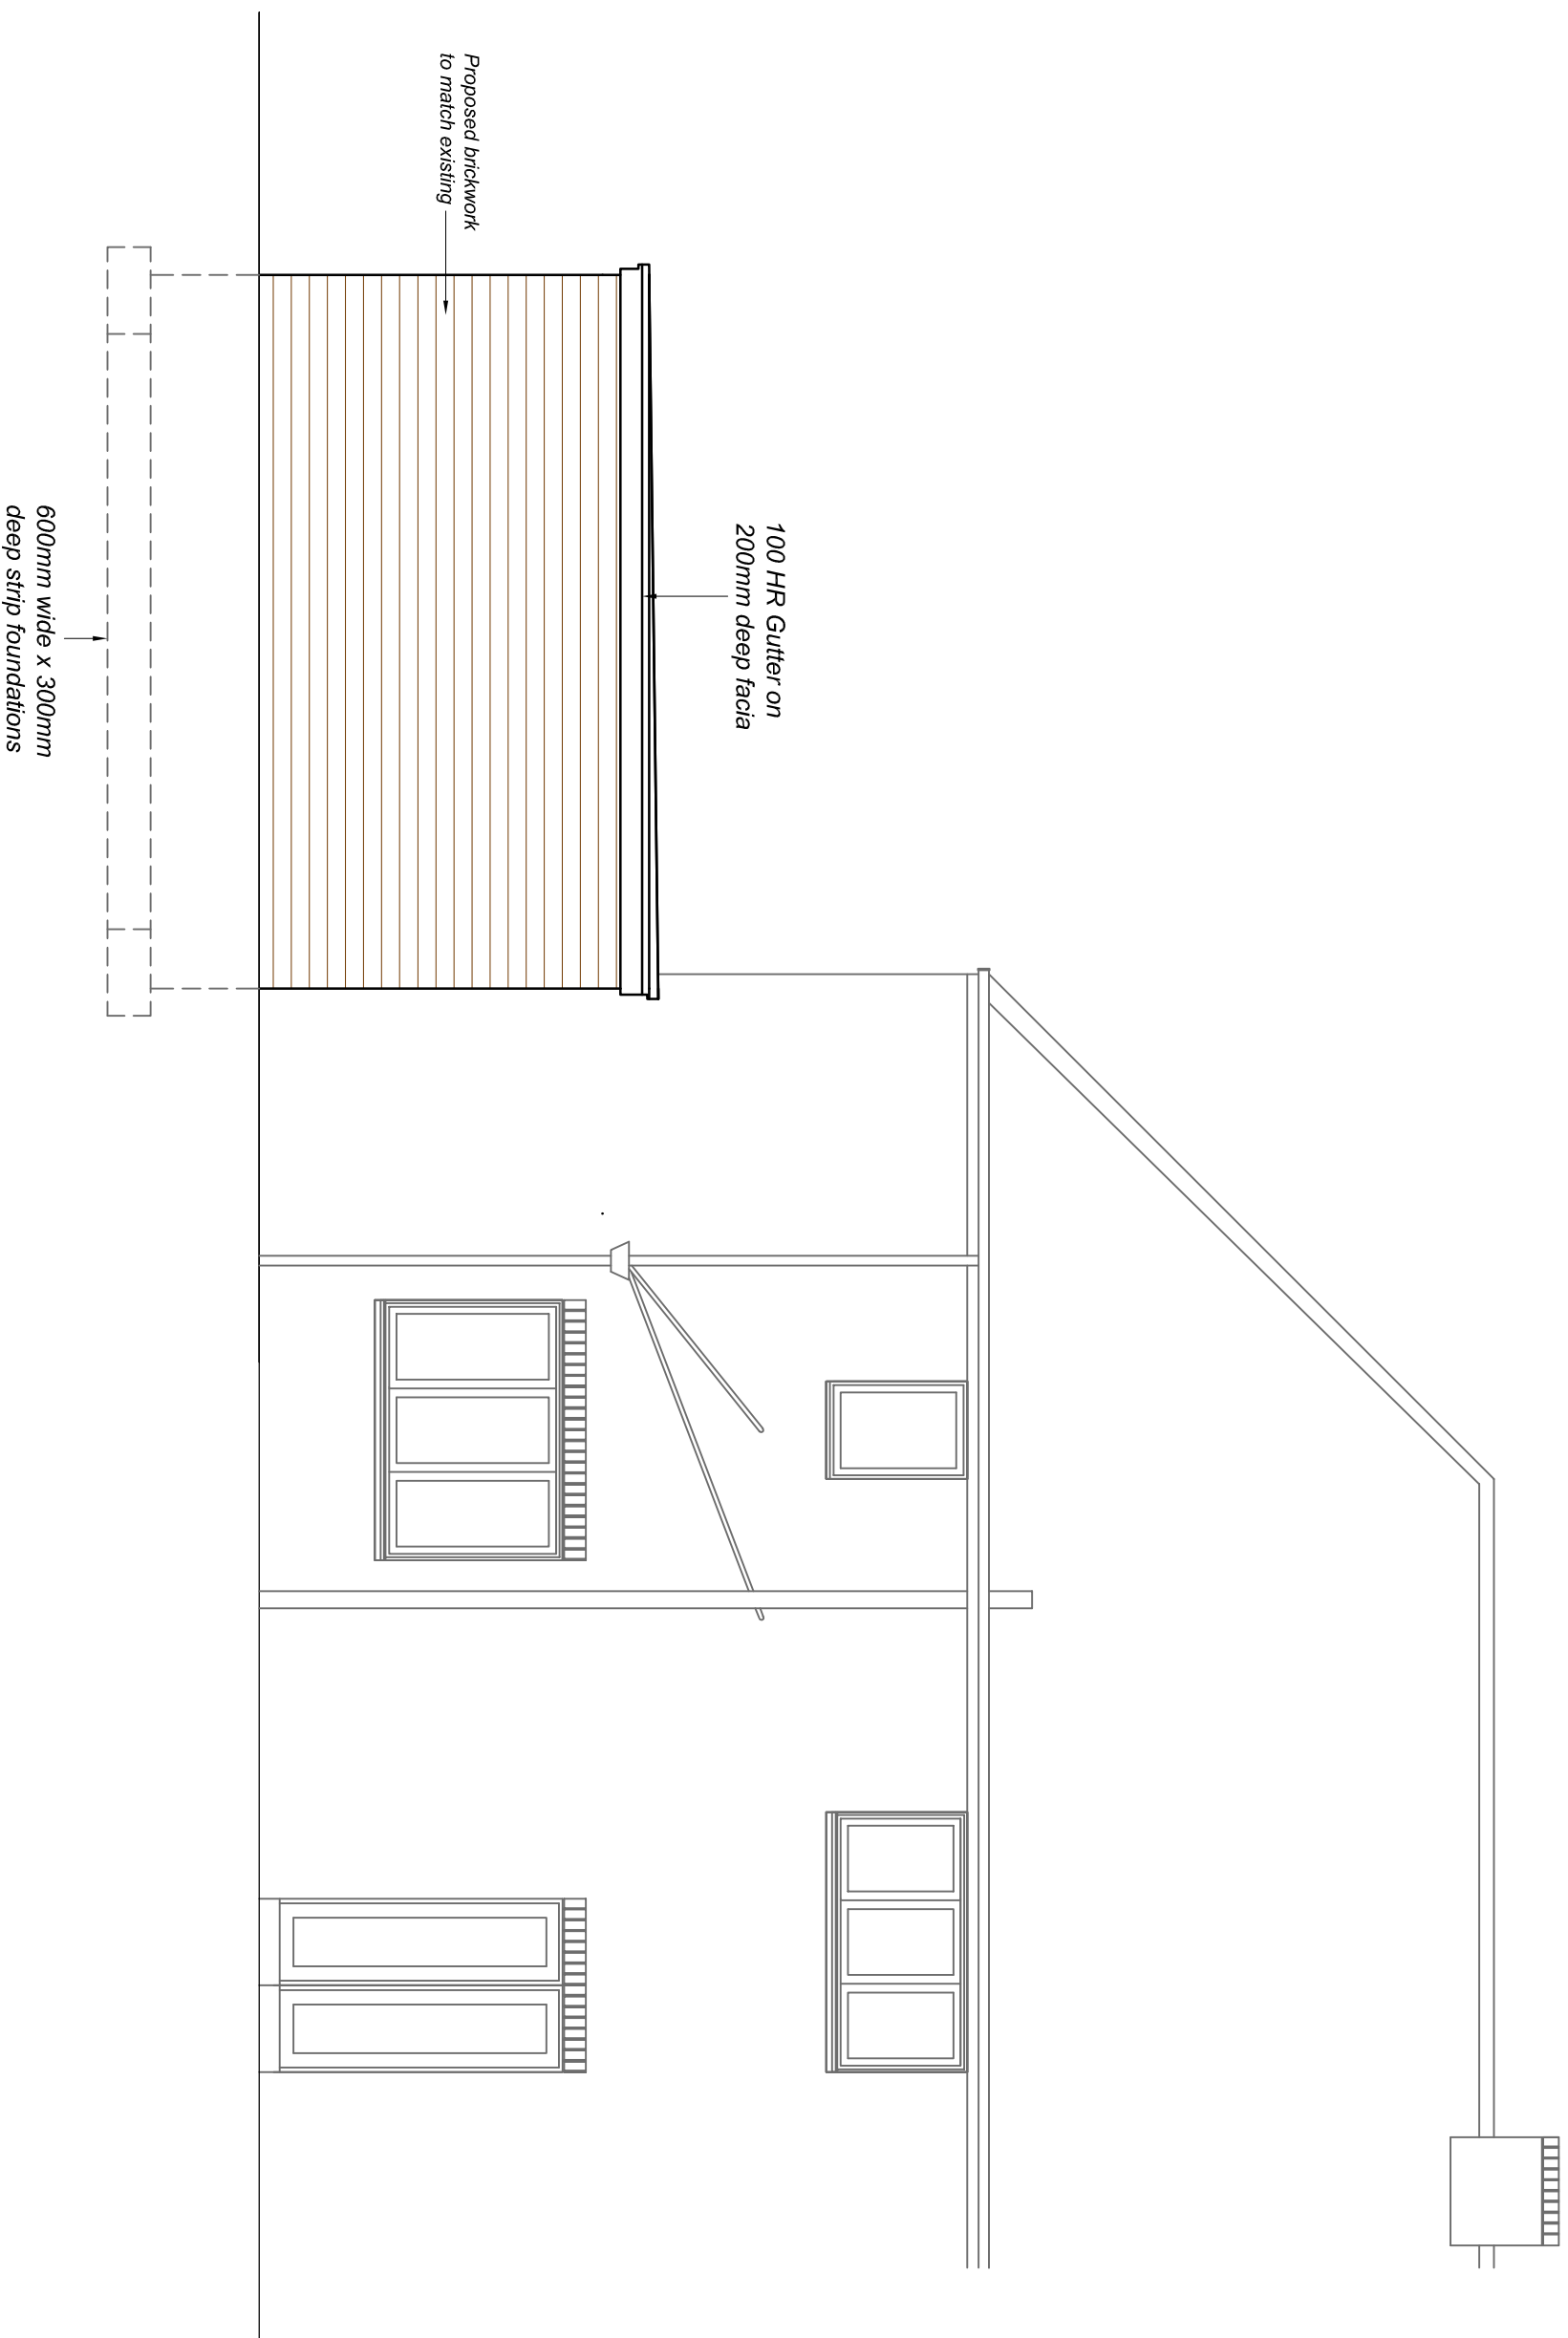 Proposed brickwork
to match existing
100 HR Gutter on
200mm deep facia
600mm wide x 300mm
deep strip foundations